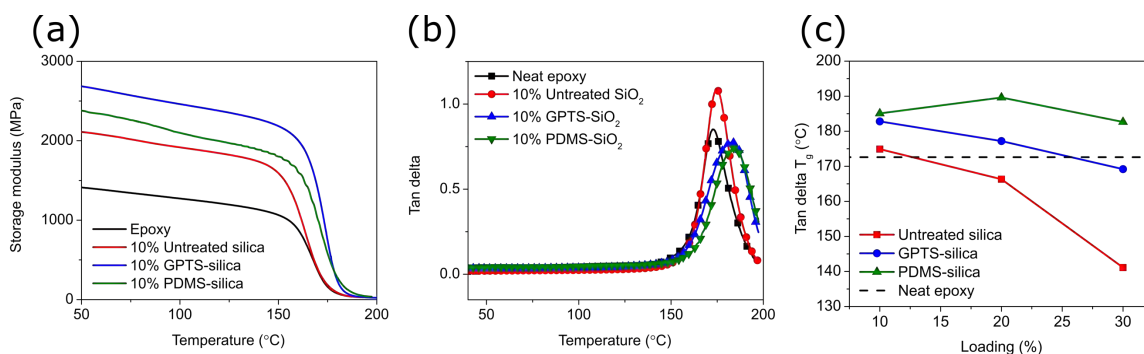 (a)
3000
2000
1000
0
Storage modulus (MPa)
Epoxy
10% Untreated silica
10% GPTS-silica
10% PDMS-silica
50
100
150
200
Temperature (°C)
(b)
1.0
0.5
0.0
Tan delta
Neat epoxy
10% Untreated SiO₂
10% GPTS-SiO₂
10% PDMS-SiO₂
50
100
150
200
Temperature (°C)
(c)
200
190
180
170
160
150
140
130
Tan delta Tg (°C)
Untreated silica
GPTS-silica
PDMS-silica
Neat epoxy
10
15
20
25
30
Loading (%)